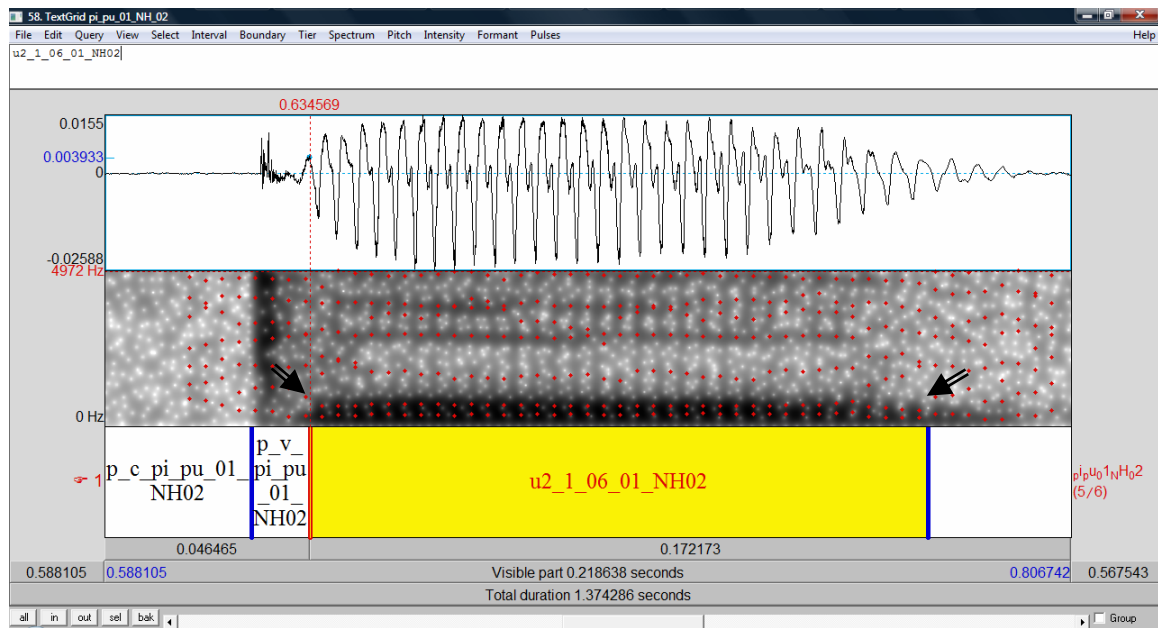 58. TextGrid pi_pu_01_NH_02
File Edit Query View Select Interval Boundary Tier Spectrum Pitch Intensity Formant Pulses Help
u2_1_06_01_NH02
0.634569
0.0155
0.003933
0
-0.02588
4972 Hz
0 Hz
1
p_c_pi_pu_01_
NH02
p_v_
pi_pu
_01_
NH02
u2_1_06_01_NH02
pipu01NH02
(5/6)
0.046465 0.172173
0.588105 0.588105 Visible part 0.218638 seconds 0.806742 0.567543
Total duration 1.374286 seconds
all in out sel bak Group